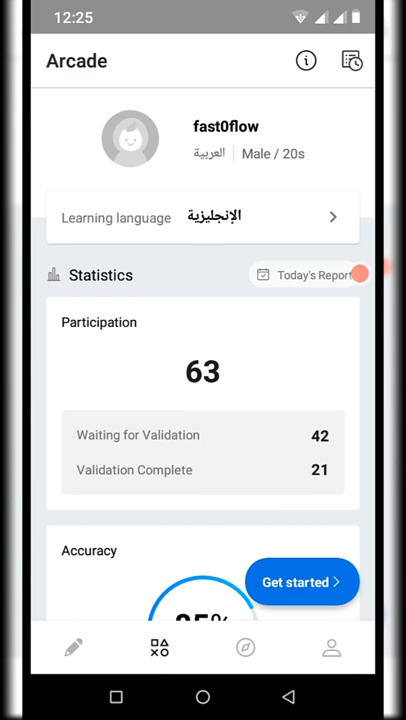 12:25
Arcade
fast0flow
العربية Male / 20s
Learning language الإنجليزية
Statistics Today's Report
Participation
63
Waiting for Validation 42
Validation Complete 21
Accuracy
Get started